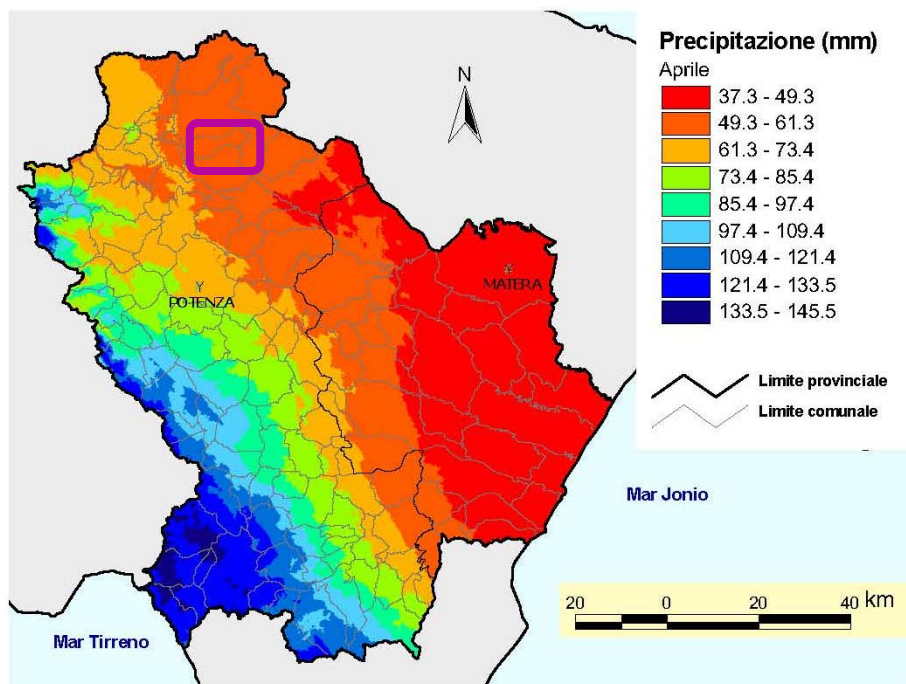 Precipitazione (mm)
Aprile
37.3 - 49.3
49.3 - 61.3
61.3 - 73.4
73.4 - 85.4
85.4 - 97.4
97.4 - 109.4
109.4 - 121.4
121.4 - 133.5
133.5 - 145.5
Limite provinciale
Limite comunale
N
POTENZA
MATERA
Mar Jonio
Mar Tirreno
20 0 20 40 km